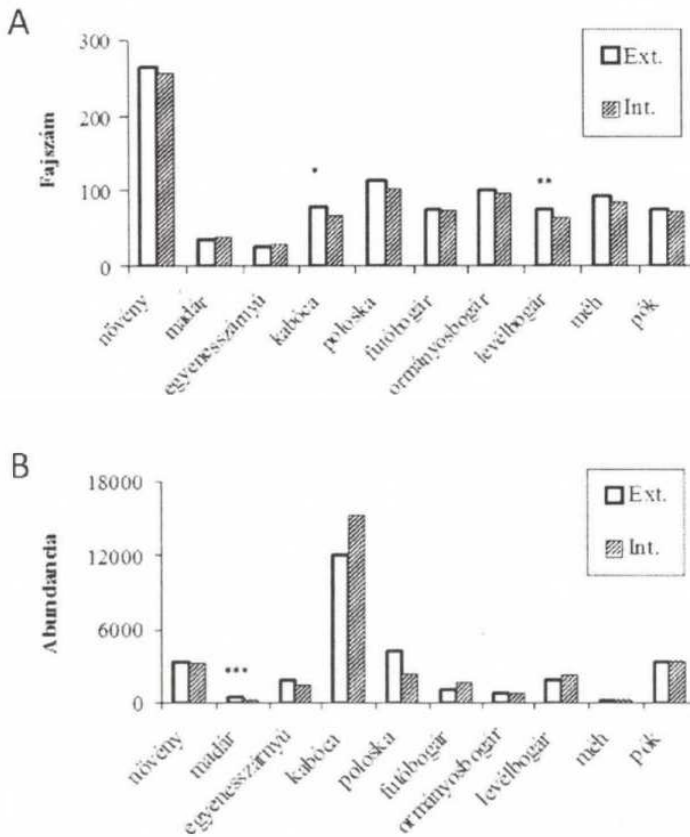 A
300
200
100
0
Fajszám
Ext.
Int.
*
**
növény
madár
egyenesszárnyú
kabóca
poloska
futóbogár
ormányosbogár
levélbogár
méh
pók
B
18000
12000
6000
0
Abundancia
Ext.
Int.
***
növény
madár
egyenesszárnyú
kabóca
poloska
futóbogár
ormányosbogár
levélbogár
méh
pók